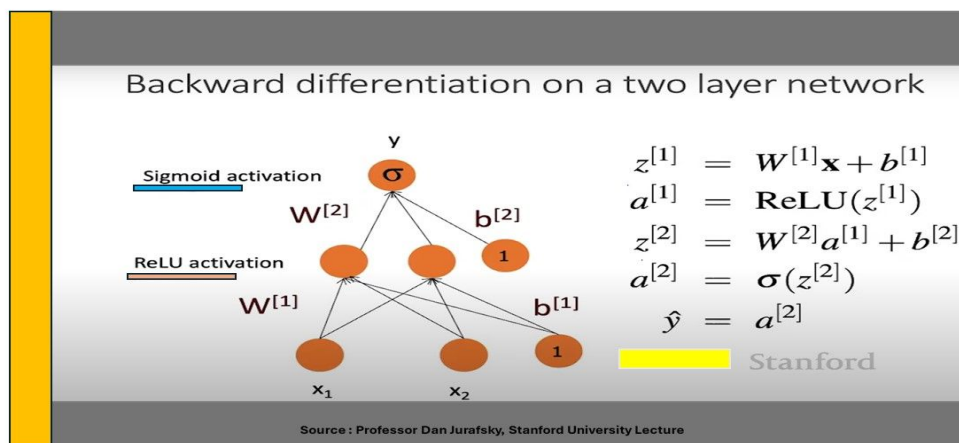 Backward differentiation on a two layer network
y
Sigmoid activation
σ
W[2]
b[2]
1
ReLU activation
W[1]
b[1]
1
x₁
x₂
z[1] = W[1]x + b[1]
a[1] = ReLU(z[1])
z[2] = W[2]a[1] + b[2]
a[2] = σ(z[2])
ŷ = a[2]
Stanford
Source : Professor Dan Jurafsky, Stanford University Lecture